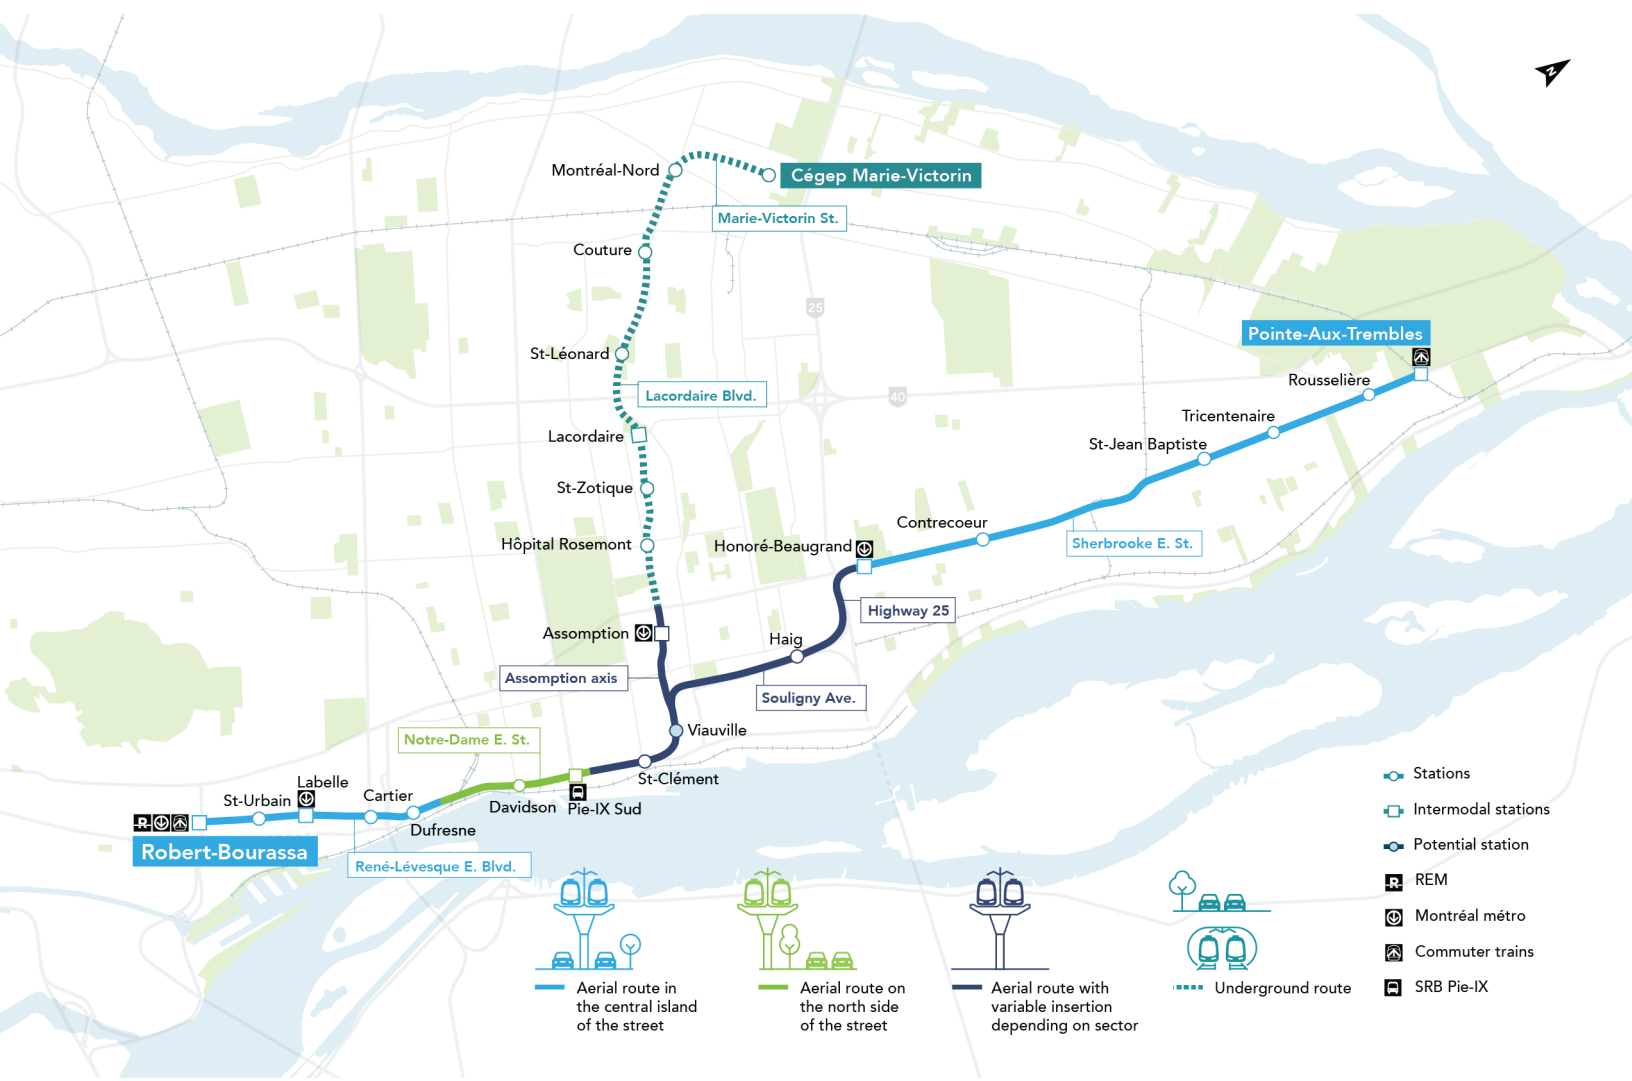 N
Montréal-Nord
Cégep Marie-Victorin
Marie-Victorin St.
Couture
25
Pointe-Aux-Trembles
St-Léonard
Rousselière
Lacordaire Blvd.
40
Tricentenaire
Lacordaire
St-Jean Baptiste
St-Zotique
Contrecoeur
Hôpital Rosemont
Honoré-Beaugrand
Sherbrooke E. St.
Highway 25
Assomption
Haig
Assomption axis
Souligny Ave.
Viauville
Notre-Dame E. St.
St-Clément
Labelle
St-Urbain
Cartier
Davidson
Pie-IX Sud
R
Dufresne
Robert-Bourassa
René-Lévesque E. Blvd.
Stations
Intermodal stations
Potential station
R
REM
Montréal métro
Commuter trains
SRB Pie-IX
Aerial route in
the central island
of the street
Aerial route on
the north side
of the street
Aerial route with
variable insertion
depending on sector
Underground route